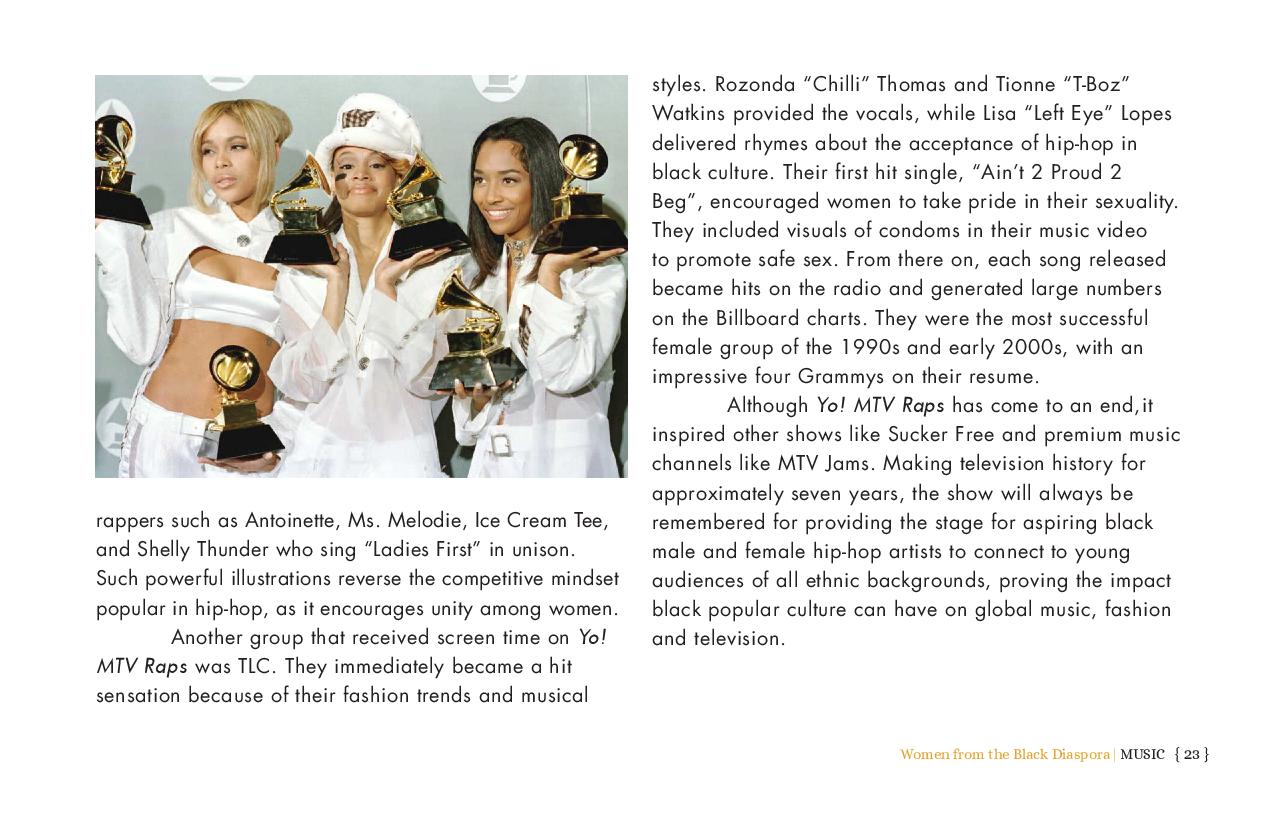 rappers such as Antoinette, Ms. Melodie, Ice Cream Tee,
and Shelly Thunder who sing “Ladies First” in unison.
Such powerful illustrations reverse the competitive mindset
popular in hip-hop, as it encourages unity among women.
Another group that received screen time on Yo!
MTV Raps was TLC. They immediately became a hit
sensation because of their fashion trends and musical
styles. Rozonda “Chilli” Thomas and Tionne “T-Boz”
Watkins provided the vocals, while Lisa “Left Eye” Lopes
delivered rhymes about the acceptance of hip-hop in
black culture. Their first hit single, “Ain’t 2 Proud 2
Beg”, encouraged women to take pride in their sexuality.
They included visuals of condoms in their music video
to promote safe sex. From there on, each song released
became hits on the radio and generated large numbers
on the Billboard charts. They were the most successful
female group of the 1990s and early 2000s, with an
impressive four Grammys on their resume.
Although Yo! MTV Raps has come to an end,it
inspired other shows like Sucker Free and premium music
channels like MTV Jams. Making television history for
approximately seven years, the show will always be
remembered for providing the stage for aspiring black
male and female hip-hop artists to connect to young
audiences of all ethnic backgrounds, proving the impact
black popular culture can have on global music, fashion
and television.
Women from the Black Diaspora | MUSIC { 23 }